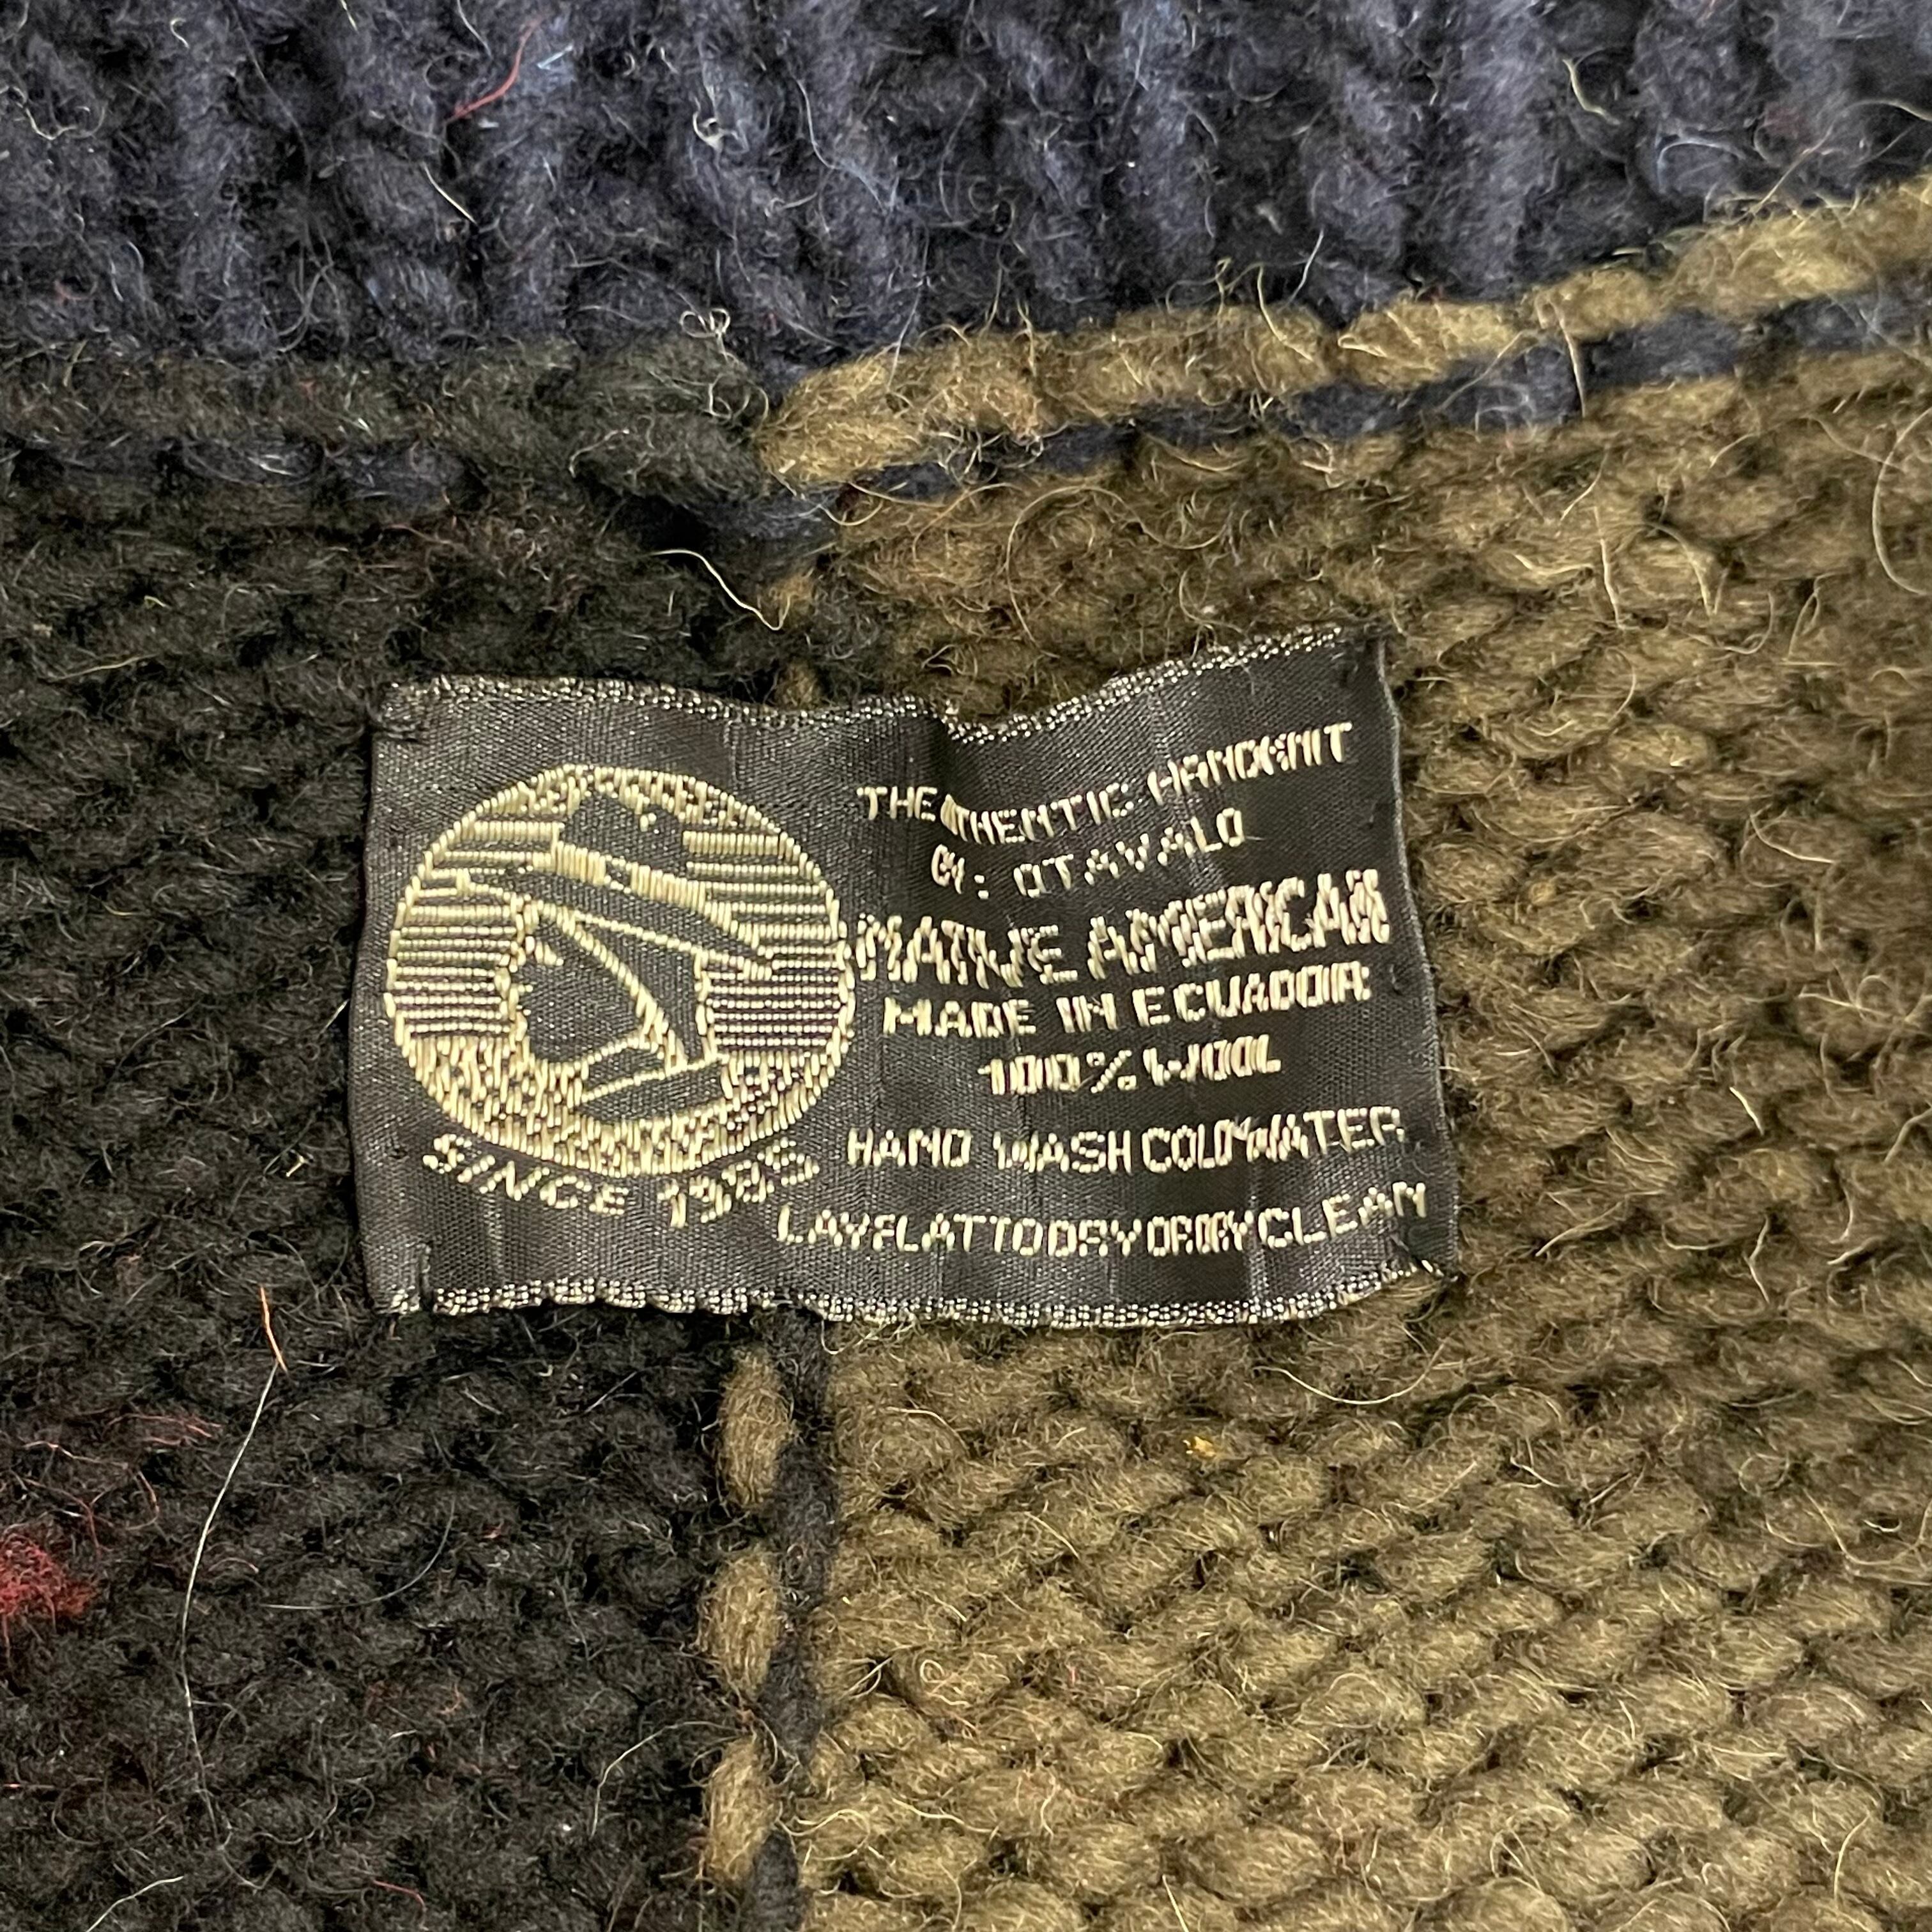 THE AUTHENTIC HANDKNIT
BY: OTAVALO
NATIVE AMERICAN
MADE IN ECUADOR
100% WOOL
HAND WASH COLD WATER
LAY FLAT TO DRY OR DRY CLEAN
SINCE 1985